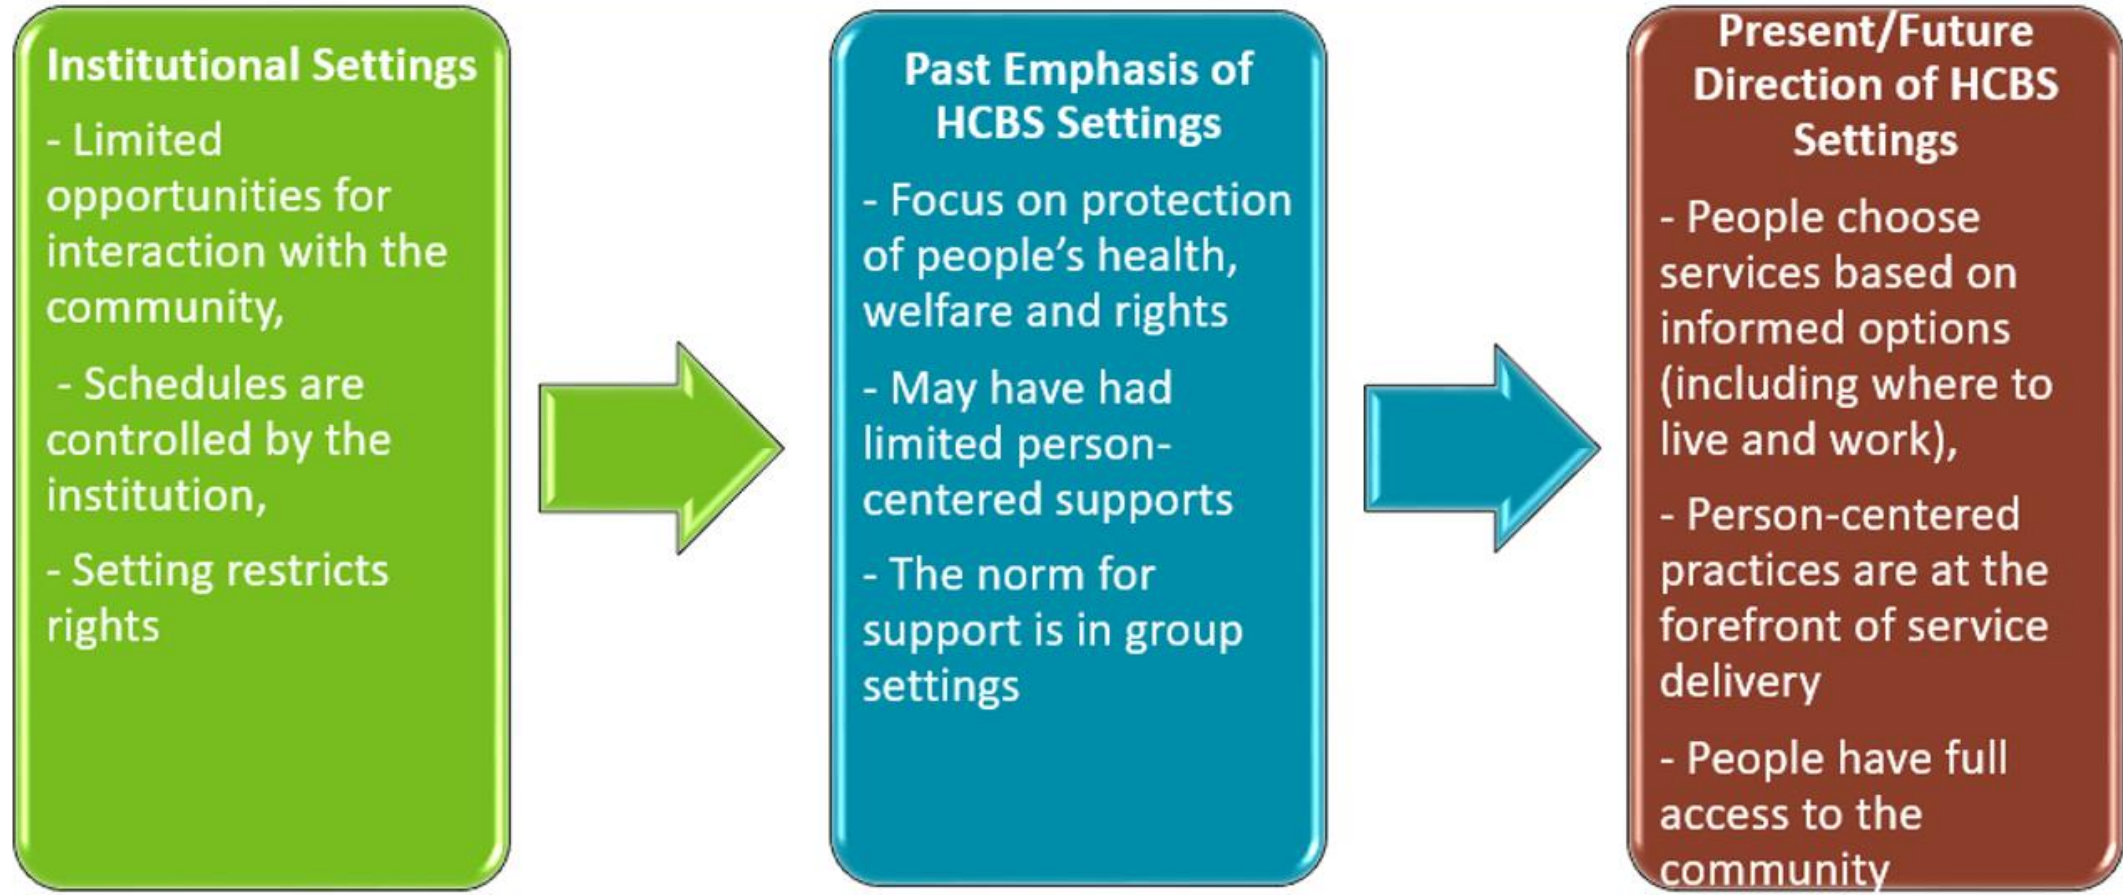 Institutional Settings
- Limited
opportunities for
interaction with the
community,
- Schedules are
controlled by the
institution,
- Setting restricts
rights
Past Emphasis of
HCBS Settings
- Focus on protection
of people’s health,
welfare and rights
- May have had
limited person-
centered supports
- The norm for
support is in group
settings
Present/Future
Direction of HCBS
Settings
- People choose
services based on
informed options
(including where to
live and work),
- Person-centered
practices are at the
forefront of service
delivery
- People have full
access to the
community